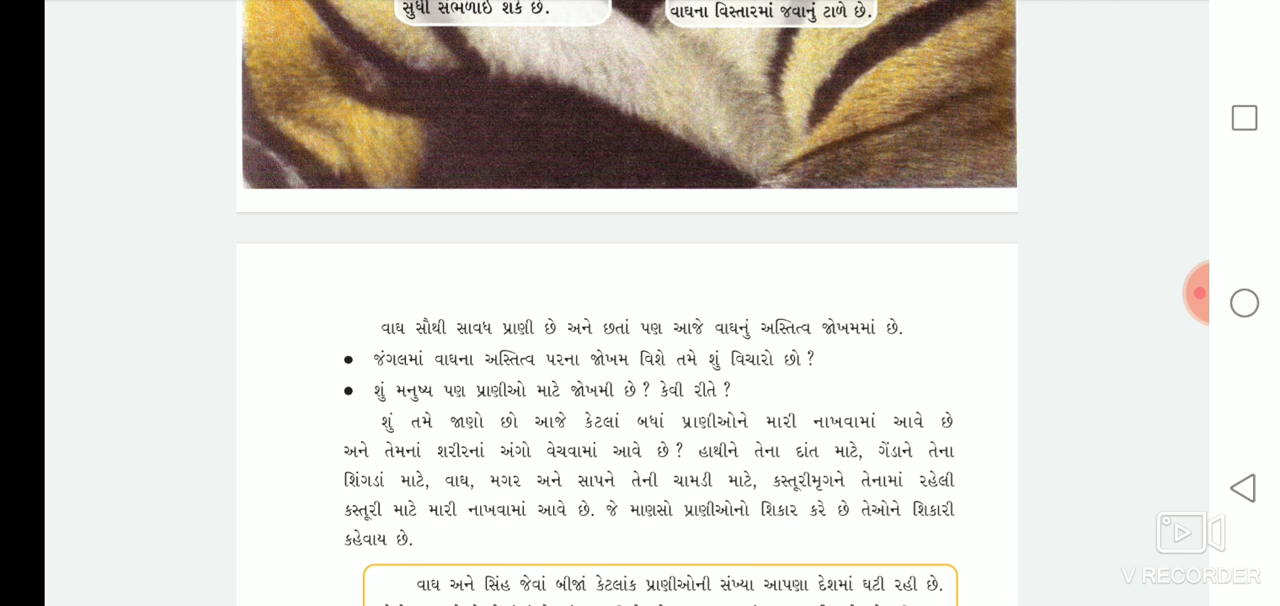 સુધી સંભળાઈ શકે છે.
વાઘના વિસ્તારમાં જવાનું ટાળે છે.
વાઘ સૌથી સાવધ પ્રાણી છે અને છતાં પણ આજે વાઘનું અસ્તિત્વ જોખમમાં છે.
• જંગલમાં વાઘના અસ્તિત્વ પરના જોખમ વિશે તમે શું વિચારો છો ?
• શું મનુષ્ય પણ પ્રાણીઓ માટે જોખમી છે ? કેવી રીતે ?
શું તમે જાણો છો આજે કેટલાં બધાં પ્રાણીઓને મારી નાખવામાં આવે છે
અને તેમનાં શરીરનાં અંગો વેચવામાં આવે છે ? હાથીને તેના દાંત માટે, ગેંડાને તેના
શિંગડાં માટે, વાઘ, મગર અને સાપને તેની ચામડી માટે, કસ્તૂરીમૃગને તેનામાં રહેલી
કસ્તૂરી માટે મારી નાખવામાં આવે છે. જે માણસો પ્રાણીઓનો શિકાર કરે છે તેઓને શિકારી
કહેવાય છે.
વાઘ અને સિંહ જેવાં બીજાં કેટલાંક પ્રાણીઓની સંખ્યા આપણા દેશમાં ઘટી રહી છે.
V RECORDER